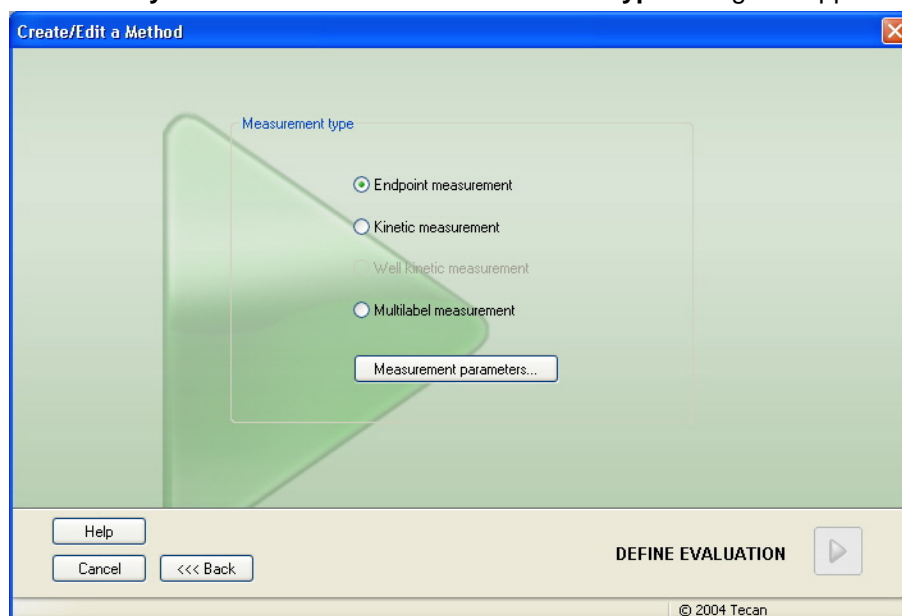 Create/Edit a Method
Measurement type
Endpoint measurement
Kinetic measurement
Well kinetic measurement
Multilabel measurement
Measurement parameters...
Help
Cancel
<<< Back
DEFINE EVALUATION
© 2004 Tecan